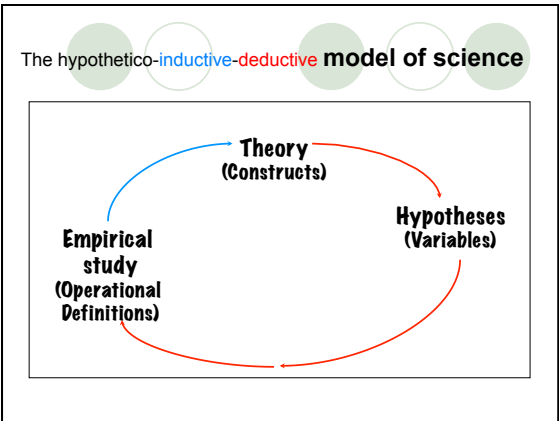 The hypothetico-inductive-deductive model of science
Theory
(Constructs)
Hypotheses
(Variables)
Empirical
study
(Operational
Definitions)